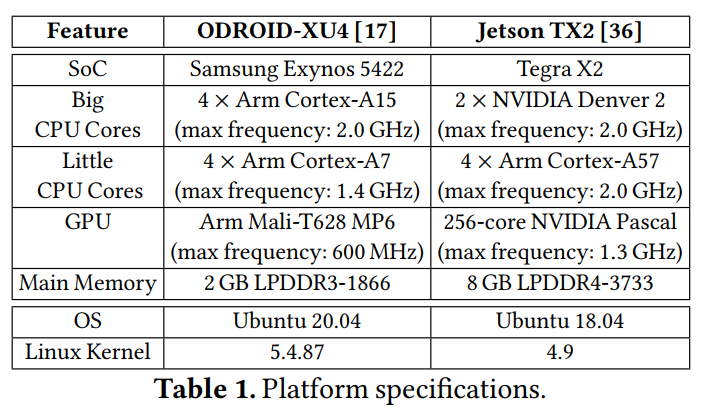 Feature ODROID-XU4 [17] Jetson TX2 [36]
SoC Samsung Exynos 5422 Tegra X2
Big 4 × Arm Cortex-A15 2 × NVIDIA Denver 2
CPU Cores (max frequency: 2.0 GHz) (max frequency: 2.0 GHz)
Little 4 × Arm Cortex-A7 4 × Arm Cortex-A57
CPU Cores (max frequency: 1.4 GHz) (max frequency: 2.0 GHz)
GPU Arm Mali-T628 MP6 256-core NVIDIA Pascal
(max frequency: 600 MHz) (max frequency: 1.3 GHz)
Main Memory 2 GB LPDDR3-1866 8 GB LPDDR4-3733
OS Ubuntu 20.04 Ubuntu 18.04
Linux Kernel 5.4.87 4.9
Table 1. Platform specifications.